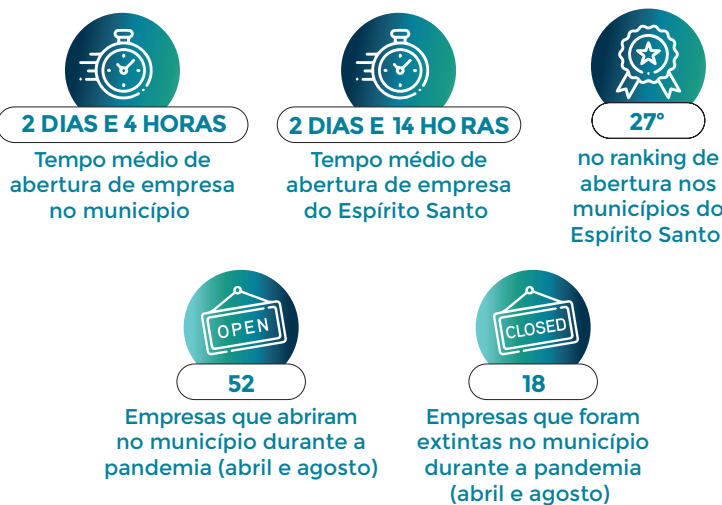 2 DIAS E 4 HORAS
Tempo médio de
abertura de empresa
no município
2 DIAS E 14 HO RAS
Tempo médio de
abertura de empresa
do Espírito Santo
27º
no ranking de
abertura nos
municípios do
Espírito Santo
OPEN
52
Empresas que abriram
no município durante a
pandemia (abril e agosto)
CLOSED
18
Empresas que foram
extintas no município
durante a pandemia
(abril e agosto)